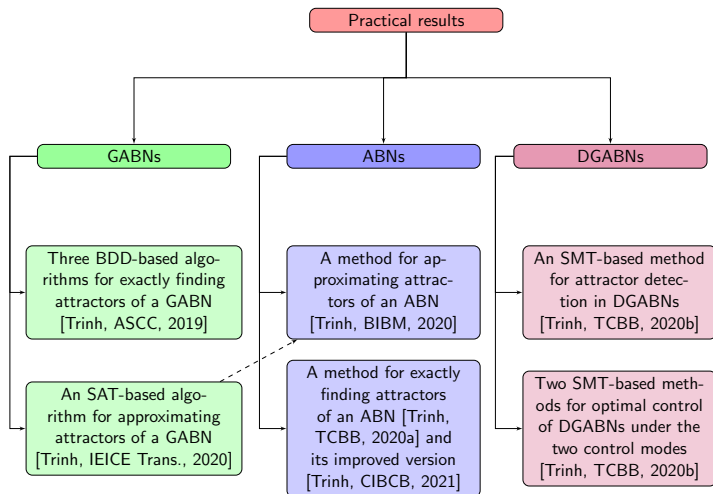 Practical results
GABNs
ABNs
DGABNs
Three BDD-based algo-
rithms for exactly finding
attractors of a GABN
[Trinh, ASCC, 2019]
A method for ap-
proximating attrac-
tors of an ABN
[Trinh, BIBM, 2020]
An SMT-based method
for attractor detec-
tion in DGABNs
[Trinh, TCBB, 2020b]
An SAT-based algo-
rithm for approximating
attractors of a GABN
[Trinh, IEICE Trans., 2020]
A method for exactly
finding attractors
of an ABN [Trinh,
TCBB, 2020a] and
its improved version
[Trinh, CIBCB, 2021]
Two SMT-based meth-
ods for optimal control
of DGABNs under the
two control modes
[Trinh, TCBB, 2020b]